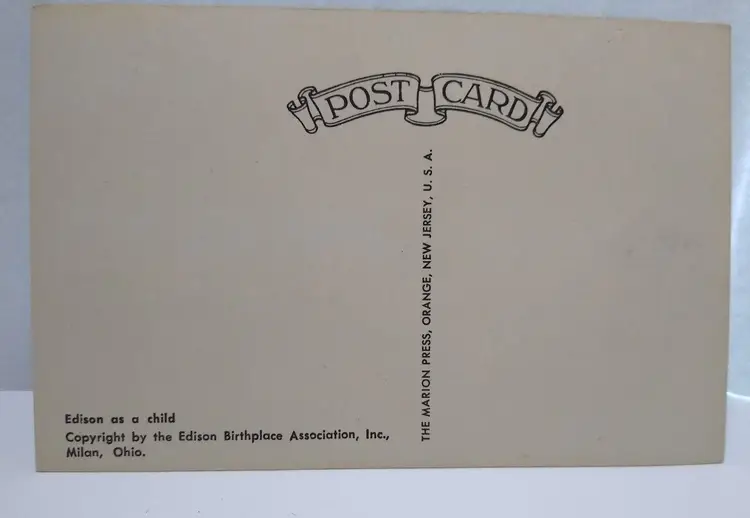 POST CARD
THE MARION PRESS, ORANGE, NEW JERSEY, U. S. A.
Edison as a child
Copyright by the Edison Birthplace Association, Inc.,
Milan, Ohio.